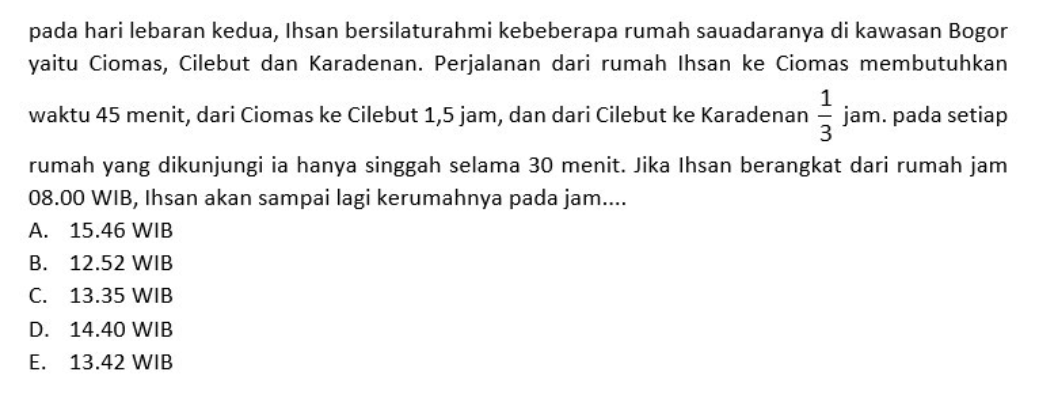 pada hari lebaran kedua, Ihsan bersilaturahmi kebeberapa rumah sauadaranya di kawasan Bogor
yaitu Ciomas, Cilebut dan Karadenan. Perjalanan dari rumah Ihsan ke Ciomas membutuhkan
waktu 45 menit, dari Ciomas ke Cilebut 1,5 jam, dan dari Cilebut ke Karadenan 1/3 jam. pada setiap
rumah yang dikunjungi ia hanya singgah selama 30 menit. Jika Ihsan berangkat dari rumah jam
08.00 WIB, Ihsan akan sampai lagi kerumahnya pada jam....
A. 15.46 WIB
B. 12.52 WIB
C. 13.35 WIB
D. 14.40 WIB
E. 13.42 WIB